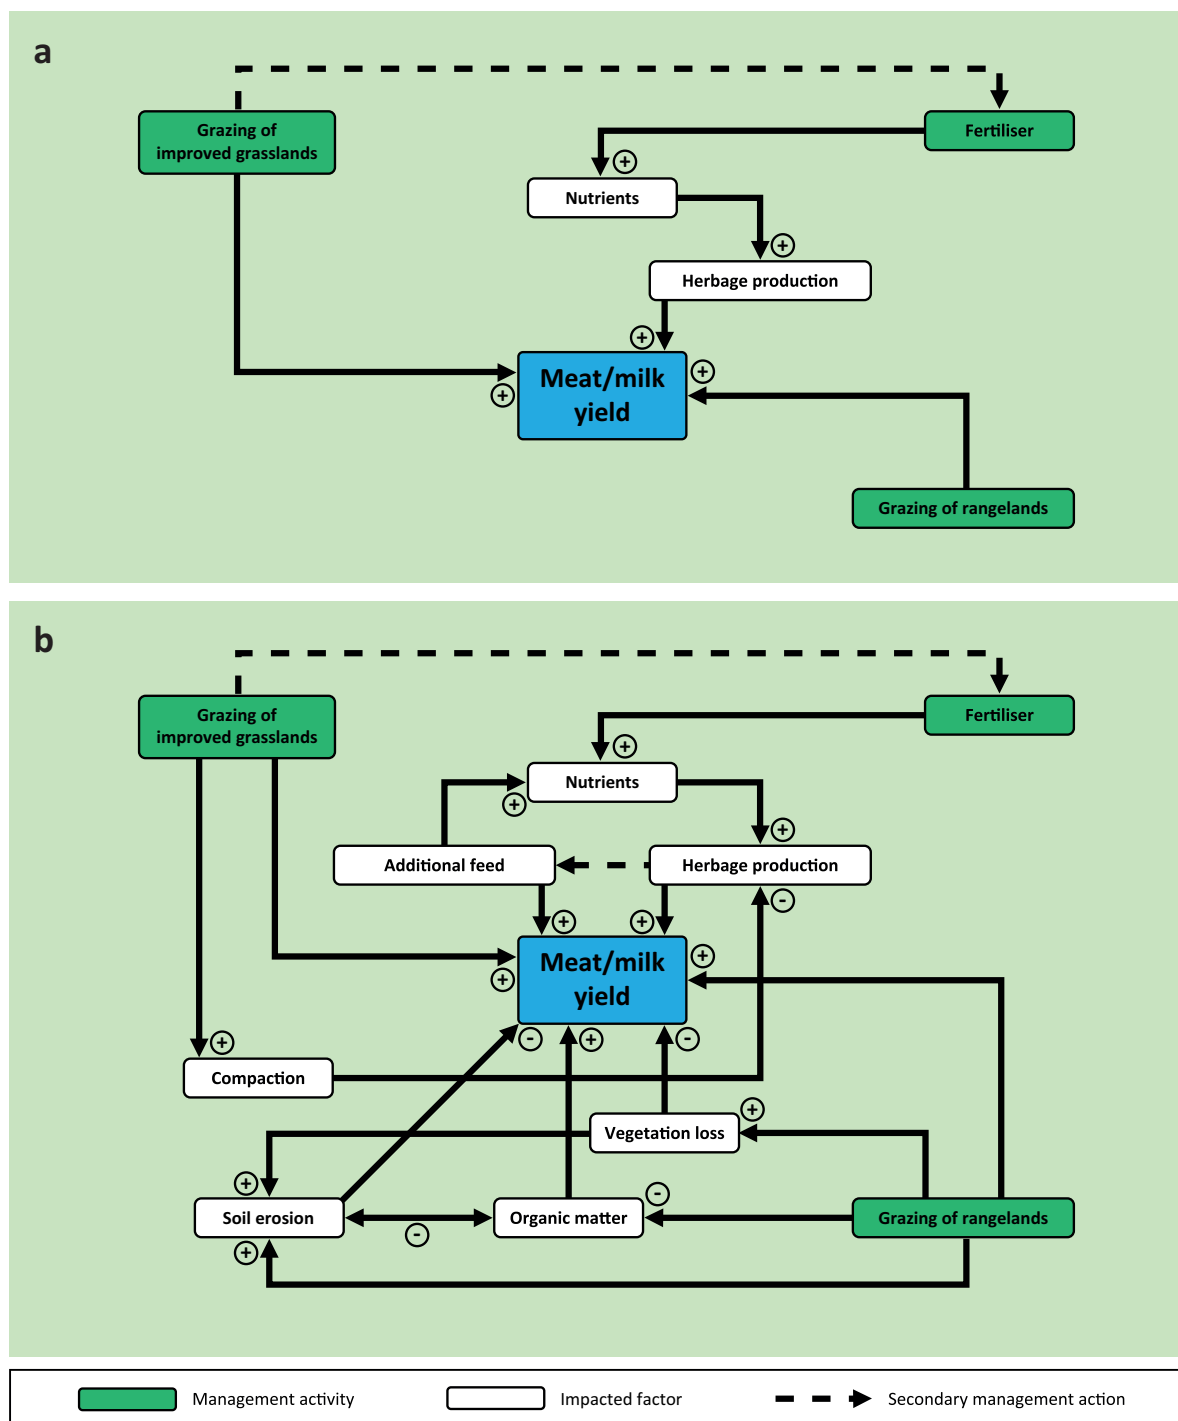 a
Grazing of
improved grasslands
Fertiliser
+
Nutrients
+
Herbage production
+
+
Meat/milk
yield
+
Grazing of rangelands
b
Grazing of
improved grasslands
Fertiliser
+
Nutrients
+
+
Additional feed
Herbage production
-
+
+
+
Meat/milk
yield
+
-
+
-
+
Compaction
+
Vegetation loss
+
-
Soil erosion
Organic matter
Grazing of rangelands
-
+
Management activity
Impacted factor
Secondary management action